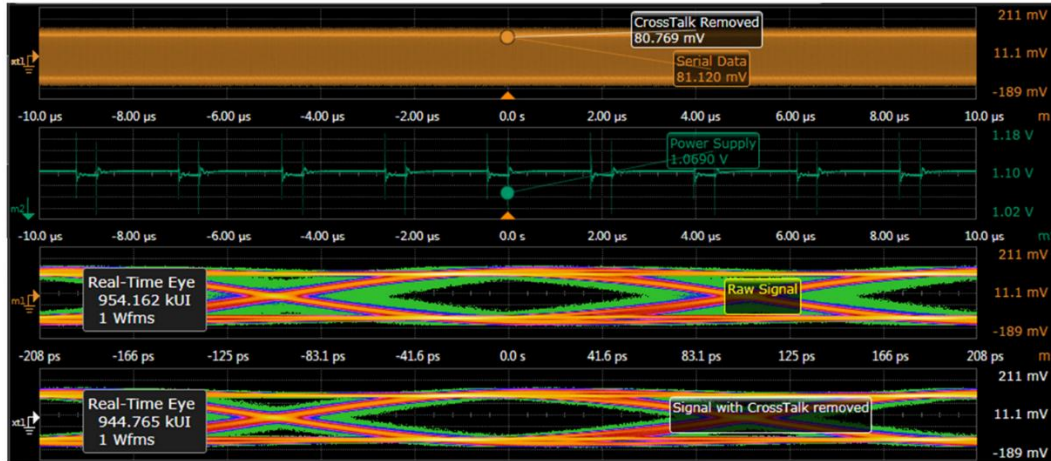 211 mV
CrossTalk Removed
80.769 mV
xt1
11.1 mV
Serial Data
81.120 mV
-189 mV
-10.0 µs -8.00 µs -6.00 µs -4.00 µs -2.00 µs 0.0 s 2.00 µs 4.00 µs 6.00 µs 8.00 µs 10.0 µs m
1.18 V
Power Supply
1.0690 V
1.10 V
m2
1.02 V
-10.0 µs -8.00 µs -6.00 µs -4.00 µs -2.00 µs 0.0 s 2.00 µs 4.00 µs 6.00 µs 8.00 µs 10.0 µs m
211 mV
Real-Time Eye
954.162 kUI
1 Wfms
Raw Signal
m1
11.1 mV
-189 mV
-208 ps -166 ps -125 ps -83.1 ps -41.6 ps 0.0 s 41.6 ps 83.1 ps 125 ps 166 ps 208 ps m
211 mV
Real-Time Eye
944.765 kUI
1 Wfms
Signal with CrossTalk removed
xt1
11.1 mV
-189 mV